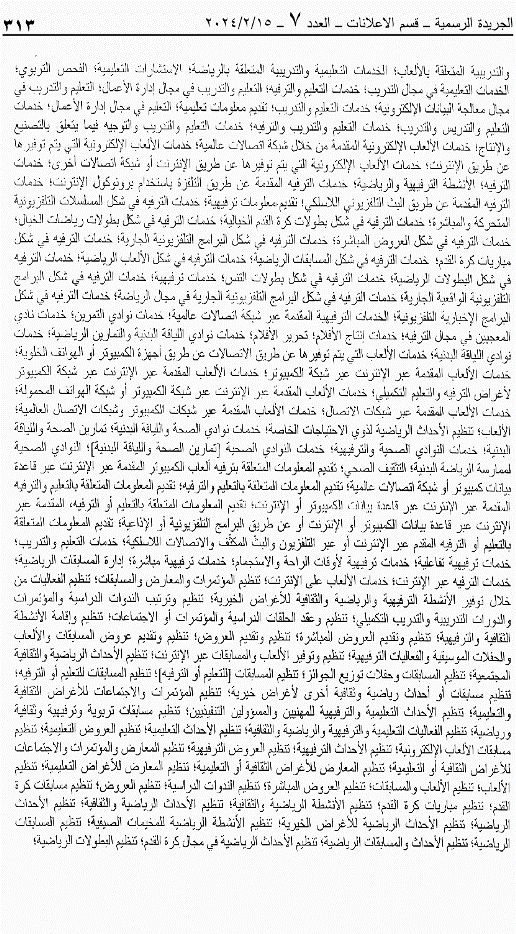 الجريدة الرسمية – قسم الاعلانات – العدد ٧ – ٢٠٢٤/٢/١٥ ٣١٣
والتدريبية المتعلقة بالألعاب؛ الخدمات التعليمية والتدريبية المتعلقة بالرياضة؛ الاستشارات التعليمية؛ الفحص التربوي؛
الخدمات التعليمية في مجال التدريب؛ خدمات التعليم والترفيه؛ التعليم والتدريب في مجال إدارة الأعمال؛ التعليم والتدريب في
مجال معالجة البيانات الإلكترونية؛ خدمات التعليم والتدريب؛ تقديم معلومات تعليمية؛ التعليم في مجال إدارة الأعمال؛ خدمات
التعليم والتدريس والتدريب؛ خدمات التعليم والتدريب والترفيه؛ خدمات التعليم والتدريب والتوجيه فيما يتعلق بالتصنيع
والإنتاج؛ خدمات الألعاب الإلكترونية المقدمة من خلال شبكة اتصالات عالمية؛ خدمات الألعاب الإلكترونية التي يتم توفيرها
عن طريق الإنترنت؛ خدمات الألعاب الإلكترونية التي يتم توفيرها عن طريق الإنترنت أو شبكة اتصالات أخرى؛ خدمات
الترفيه؛ الأنشطة الترفيهية والرياضية؛ خدمات الترفيه المقدمة عن طريق التلفزة باستخدام بروتوكول الإنترنت؛ خدمات
الترفيه المقدمة عن طريق البث التلفزيوني اللاسلكي؛ تقديم معلومات ترفيهية؛ خدمات الترفيه في شكل المسلسلات التلفزيونية
المتحركة والمباشرة؛ خدمات الترفيه في شكل بطولات كرة القدم الخيالية؛ خدمات الترفيه في شكل بطولات رياضات الخيال؛
خدمات الترفيه في شكل العروض المباشرة؛ خدمات الترفيه في شكل البرامج التلفزيونية الجارية؛ خدمات الترفيه في شكل
مباريات كرة القدم؛ خدمات الترفيه في شكل المسابقات الرياضية؛ خدمات الترفيه في شكل الألعاب الرياضية؛ خدمات الترفيه
في شكل البطولات الرياضية؛ خدمات الترفيه في شكل بطولات التنس؛ خدمات ترفيهية؛ خدمات الترفيه في شكل البرامج
التلفزيونية الواقعية الجارية؛ خدمات الترفيه في شكل البرامج التلفزيونية الجارية في مجال الرياضة؛ خدمات الترفيه في شكل
البرامج الإخبارية التلفزيونية؛ الخدمات الترفيهية المقدمة عبر شبكة اتصالات عالمية؛ خدمات نوادي التمرين؛ خدمات نادي
المعجبين في مجال الترفيه؛ خدمات إنتاج الأفلام؛ تحرير الأفلام؛ خدمات نوادي اللياقة البدنية والتمارين الرياضية؛ خدمات
نوادي اللياقة البدنية؛ خدمات الألعاب التي يتم توفيرها عن طريق الاتصالات عن طريق أجهزة الكمبيوتر أو الهواتف الخلوية؛
خدمات الألعاب المقدمة عبر الإنترنت عبر شبكة الكمبيوتر؛ خدمات الألعاب المقدمة عبر الإنترنت عبر شبكة الكمبيوتر
لأغراض الترفيه والتعليم التكميلي؛ خدمات الألعاب المقدمة عبر الإنترنت عبر شبكة الكمبيوتر أو شبكة الهواتف المحمولة؛
خدمات الألعاب المقدمة عبر شبكات الاتصال؛ خدمات الألعاب المقدمة عبر شبكات الكمبيوتر وشبكات الاتصال العالمية؛
الألعاب؛ تنظيم الأحداث الرياضية لذوي الاحتياجات الخاصة؛ خدمات نوادي الصحة واللياقة البدنية؛ تمارين الصحة واللياقة
البدنية؛ خدمات النوادي الصحية والترفيهية؛ خدمات النوادي الصحية [تمارين الصحة واللياقة البدنية]؛ النوادي الصحية
لممارسة الرياضة البدنية؛ التثقيف الصحي؛ تقديم المعلومات المتعلقة بترفيه ألعاب الكمبيوتر المقدمة عبر الإنترنت عبر قاعدة
بيانات كمبيوتر أو شبكة اتصالات عالمية؛ تقديم المعلومات المتعلقة بالتعليم والترفيه؛ تقديم المعلومات المتعلقة بالتعليم والترفيه
المقدمة عبر الإنترنت عبر قاعدة بيانات الكمبيوتر أو الإنترنت؛ تقديم المعلومات المتعلقة بالتعليم أو الترفيه، المقدمة عبر
الإنترنت عبر قاعدة بيانات الكمبيوتر أو الإنترنت أو عن طريق البرامج التلفزيونية أو الإذاعية؛ تقديم المعلومات المتعلقة
بالتعليم أو الترفيه المقدم عبر الإنترنت أو عبر التلفزيون والبث المكثف والاتصالات اللاسلكية؛ خدمات التعليم والتدريب؛
خدمات ترفيهية تفاعلية؛ خدمات ترفيهية لأوقات الراحة والاستجمام؛ خدمات ترفيهية مباشرة؛ إدارة المسابقات الرياضية؛
خدمات الترفيه عبر الإنترنت؛ خدمات الألعاب على الإنترنت؛ تنظيم المؤتمرات والمعارض والمسابقات؛ تنظيم الفعاليات من
خلال توفير الأنشطة الترفيهية والرياضية والثقافية للأغراض الخيرية؛ تنظيم وترتيب الندوات الدراسية والمؤتمرات
والدورات التدريبية والتدريب التكميلي؛ تنظيم وعقد الحلقات الدراسية والمؤتمرات أو الاجتماعات؛ تنظيم وإقامة الأنشطة
الثقافية والترفيهية؛ تنظيم وتقديم العروض المباشرة؛ تنظيم وتقديم العروض؛ تنظيم وتقديم عروض المسابقات والألعاب
والحفلات الموسيقية والفعاليات الترفيهية؛ تنظيم وتوفير الألعاب والمسابقات عبر الإنترنت؛ تنظيم الأحداث الرياضية والثقافية
المجتمعية؛ تنظيم المسابقات وحفلات توزيع الجوائز؛ تنظيم المسابقات [للتعليم أو الترفيه]؛ تنظيم المسابقات للتعليم أو الترفيه؛
تنظيم مسابقات أو أحداث رياضية وثقافية أخرى لأغراض خيرية؛ تنظيم المؤتمرات والاجتماعات للأغراض الثقافية
والتعليمية؛ تنظيم الأحداث التعليمية والترفيهية للمهنيين والمسؤولين التنفيذيين؛ تنظيم مسابقات تربوية وترفيهية وثقافية
ورياضية؛ تنظيم الفعاليات التعليمية والترفيهية والرياضية والثقافية؛ تنظيم الأحداث التعليمية؛ تنظيم العروض التعليمية؛ تنظيم
مسابقات الألعاب الإلكترونية؛ تنظيم الأحداث الترفيهية؛ تنظيم العروض الترفيهية؛ تنظيم المعارض والمؤتمرات والاجتماعات
للأغراض الثقافية أو التعليمية؛ تنظيم المعارض للأغراض الثقافية أو التعليمية؛ تنظيم المعارض للأغراض التعليمية؛ تنظيم
الألعاب؛ تنظيم الألعاب والمسابقات؛ تنظيم العروض المباشرة؛ تنظيم الندوات الدراسية؛ تنظيم العروض؛ تنظيم مسابقات كرة
القدم؛ تنظيم مباريات كرة القدم؛ تنظيم الأنشطة الرياضية والثقافية؛ تنظيم الأحداث الرياضية والثقافية؛ تنظيم الأحداث
الرياضية؛ تنظيم الأحداث الرياضية للأغراض الخيرية؛ تنظيم الأنشطة الرياضية للمخيمات الصيفية؛ تنظيم المسابقات
الرياضية؛ تنظيم الأحداث والمسابقات الرياضية؛ تنظيم الأحداث الرياضية في مجال كرة القدم؛ تنظيم البطولات الرياضية؛